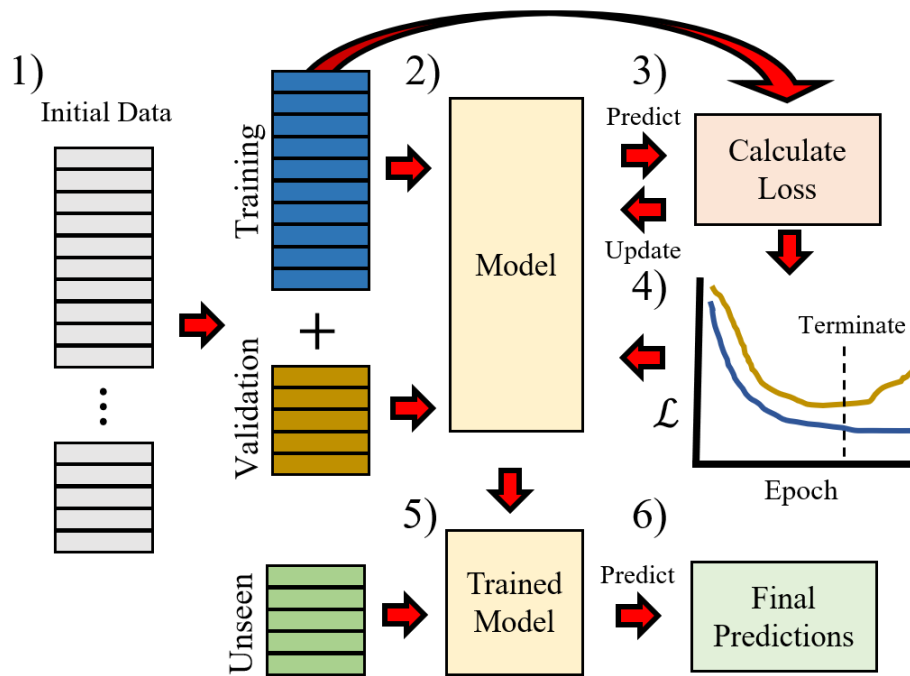 1)
Initial Data
Training
+
Validation
2)
Model
Predict
Update
3)
Calculate
Loss
4)
Terminate
ℒ
Epoch
Unseen
5)
Trained
Model
Predict
6)
Final
Predictions